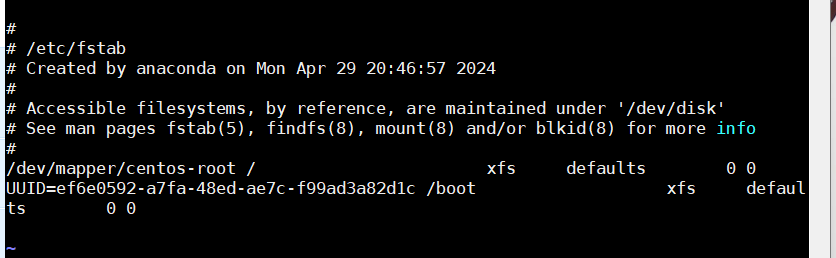 #
# /etc/fstab
# Created by anaconda on Mon Apr 29 20:46:57 2024
#
# Accessible filesystems, by reference, are maintained under '/dev/disk'
# See man pages fstab(5), findfs(8), mount(8) and/or blkid(8) for more info
#
/dev/mapper/centos-root /                       xfs     defaults        0 0
UUID=ef6e0592-a7fa-48ed-ae7c-f99ad3a82d1c /boot                   xfs     defaul
ts        0 0
~